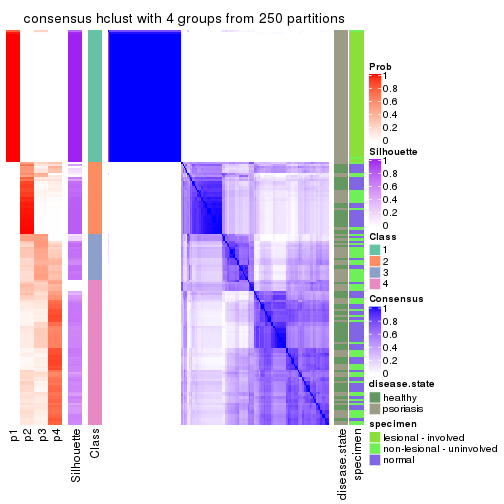 consensus hclust with 4 groups from 250 partitions
Prob
1
0.8
0.6
0.4
0.2
0
Silhouette
1
0.8
0.6
0.4
0.2
0
Class
1
2
3
4
Consensus
1
0.8
0.6
0.4
0.2
0
disease.state
healthy
psoriasis
specimen
lesional - involved
non-lesional - uninvolved
normal
p1
p2
p3
p4
Silhouette
Class
disease.state
specimen